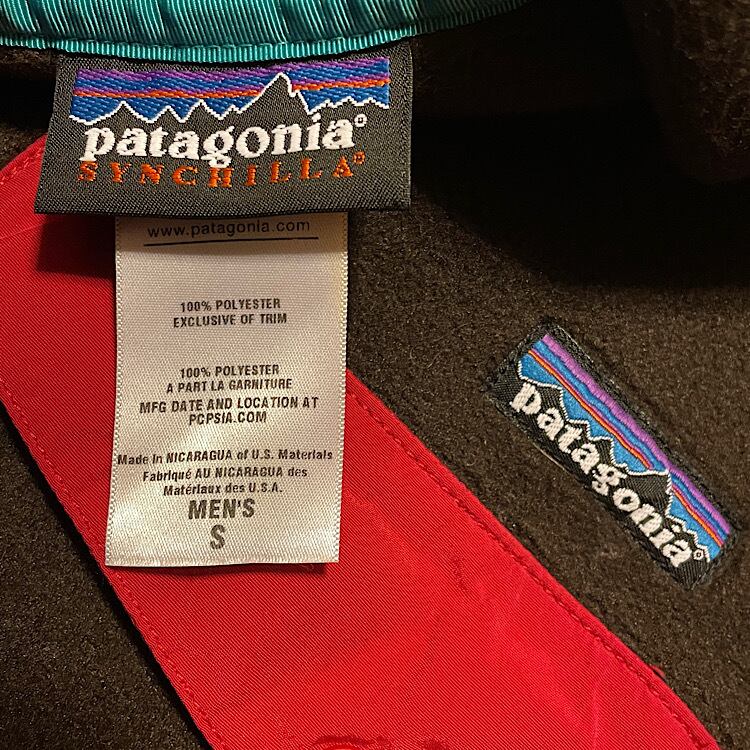 patagonia®
SYNCHILLA®
www.patagonia.com
100% POLYESTER
EXCLUSIVE OF TRIM
100% POLYESTER
A PART LA GARNITURE
MFG DATE AND LOCATION AT
PCPSIA.COM
Made In NICARAGUA of U.S. Materials
Fabriqué AU NICARAGUA des
Matériaux des U.S.A.
MEN'S
S
patagonia®